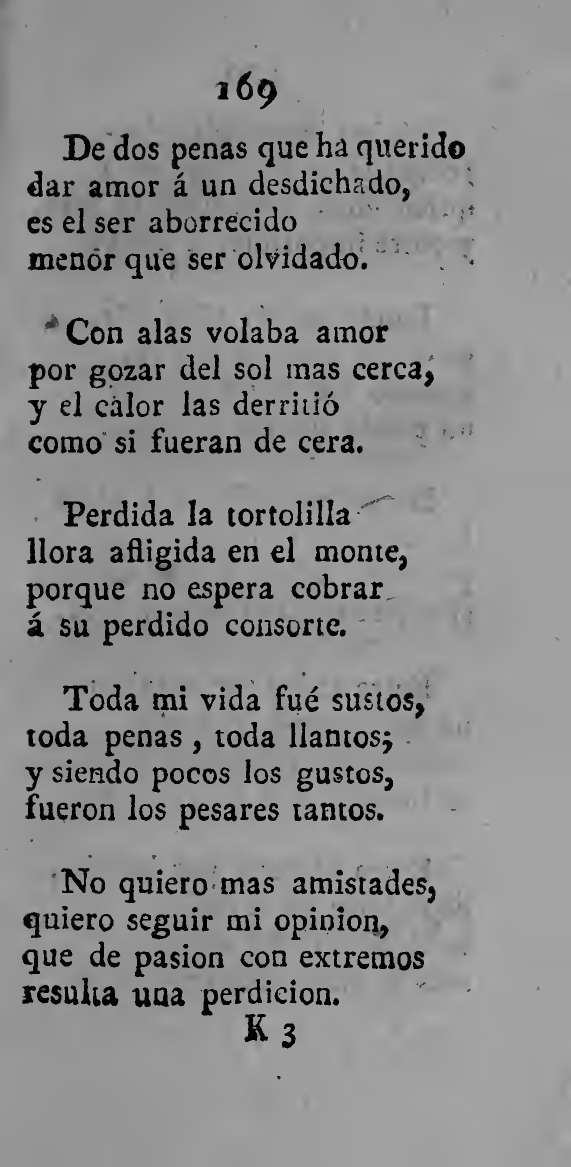 169
De dos penas que ha querido
dar amor á un desdichado,
es el ser aborrecido
menor que ser olvidado.
Con alas volaba amor
por gozar del sol mas cerca,
y el calor las derritió
como si fueran de cera.
Perdida la tortolilla
llora afligida en el monte,
porque no espera cobrar
á su perdido consorte.
Toda mi vida fué sustos,
toda penas , toda llantos;
y siendo pocos los gustos,
fueron los pesares tantos.
No quiero mas amistades,
quiero seguir mi opinion,
que de pasion con extremos
resulta una perdicion.
K 3